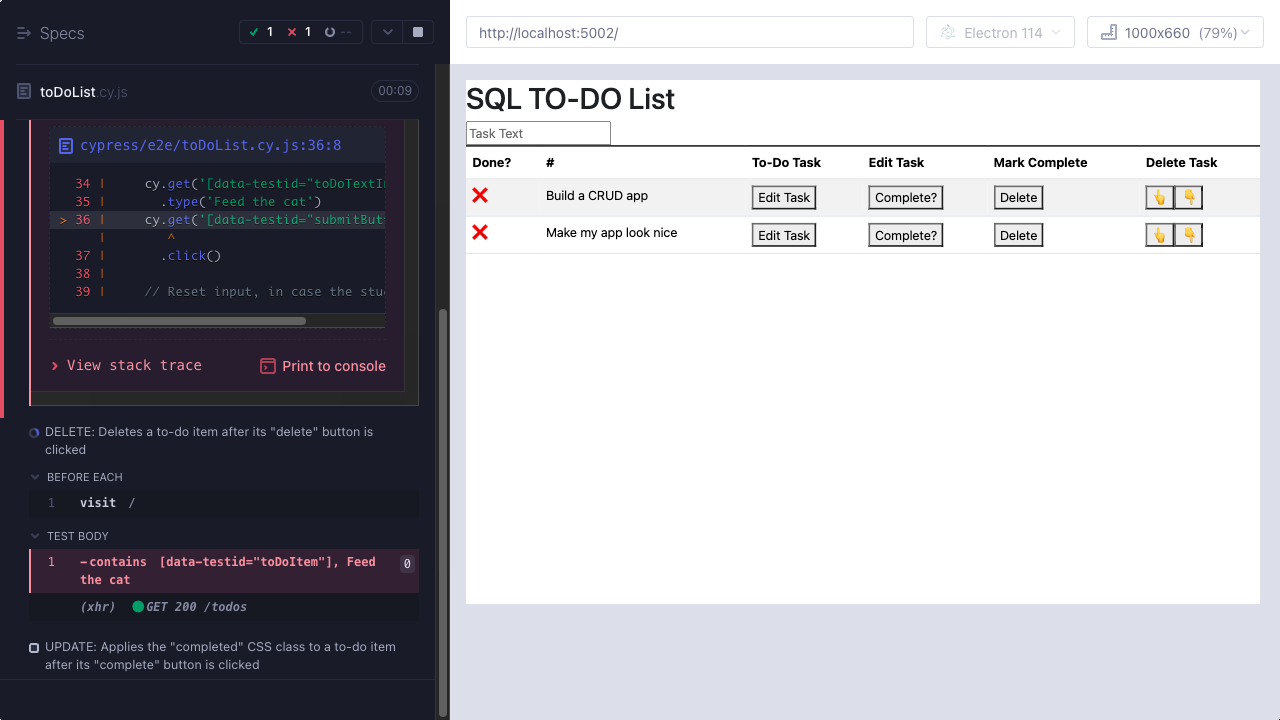 Specs
1
1
--
toDoList.cy.js
00:09
cypress/e2e/toDoList.cy.js:36:8
34 | cy.get('[data-testid="toDoTextIn
35 | .type('Feed the cat')
> 36 | cy.get('[data-testid="submitBut
| ^
37 | .click()
38 |
39 | // Reset input, in case the stu
> View stack trace
Print to console
DELETE: Deletes a to-do item after its "delete" button is
clicked
BEFORE EACH
1 visit /
TEST BODY
1 -contains [data-testid="toDoItem"], Feed
the cat
0
(xhr) GET 200 /todos
UPDATE: Applies the "completed" CSS class to a to-do item
after its "complete" button is clicked
http://localhost:5002/
Electron 114
1000x660 (79%)
SQL TO-DO List
Task Text
Done? # To-Do Task Edit Task Mark Complete Delete Task
Build a CRUD app Edit Task Complete? Delete
Make my app look nice Edit Task Complete? Delete